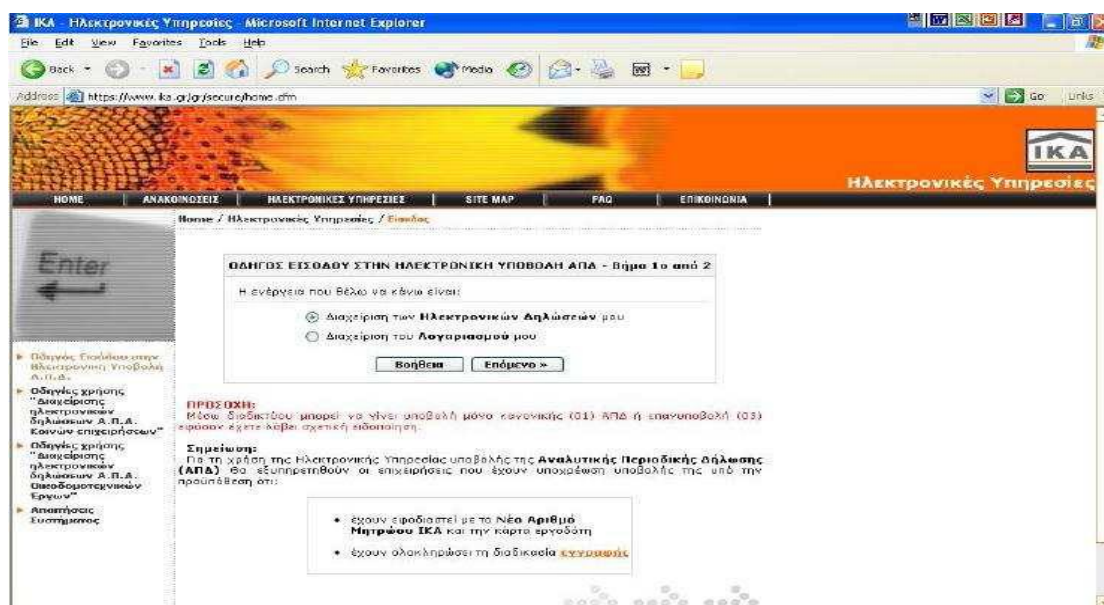 ΙΚΑ - Ηλεκτρονικές Υπηρεσίες - Microsoft Internet Explorer
File Edit View Favorites Tools Help
Back Search Favorites Media
Address https://www.ika.gr/gr/secure/home.cfm Go Links
ΙΚΑ
Ηλεκτρονικές Υπηρεσίες
HOME ΑΝΑΚΟΙΝΩΣΕΙΣ ΗΛΕΚΤΡΟΝΙΚΕΣ ΥΠΗΡΕΣΙΕΣ SITE MAP FAQ ΕΠΙΚΟΙΝΩΝΙΑ
Home / Ηλεκτρονικές Υπηρεσίες / Είσοδος
Enter
ΟΔΗΓΟΣ ΕΙΣΟΔΟΥ ΣΤΗΝ ΗΛΕΚΤΡΟΝΙΚΗ ΥΠΟΒΟΛΗ ΑΠΔ - Βήμα 1ο από 2
Η ενέργεια που θέλω να κάνω είναι:
Διαχείριση των Ηλεκτρονικών Δηλώσεών μου
Διαχείριση του Λογαριασμού μου
Βοήθεια Επόμενο »
Οδηγός Εισόδου στην
Ηλεκτρονική Υποβολή
Α.Π.Δ.
Οδηγίες χρήσης
"Διαχείρισης
ηλεκτρονικών
δηλώσεων Α.Π.Δ.
Κοινών επιχειρήσεων"
Οδηγίες χρήσης
"Διαχείρισης
ηλεκτρονικών
δηλώσεων Α.Π.Δ.
Οικοδομοτεχνικών
Έργων"
Απαιτήσεις
Συστήματος
ΠΡΟΣΟΧΗ:
Μέσω διαδικτύου μπορεί να γίνει υποβολή μόνο κανονικής (01) ΑΠΔ ή επανυποβολή (03)
εφόσον έχετε λάβει σχετική ειδοποίηση.
Σημείωση:
Για τη χρήση της Ηλεκτρονικής Υπηρεσίας υποβολής της Αναλυτικής Περιοδικής Δήλωσης
(ΑΠΔ) θα εξυπηρετηθούν οι επιχειρήσεις που έχουν υποχρέωση υποβολής της υπό την
προϋπόθεση ότι:
• έχουν εφοδιαστεί με το Νέο Αριθμό
Μητρώου ΙΚΑ και την κάρτα εργοδότη
• έχουν ολοκληρώσει τη διαδικασία εγγραφής